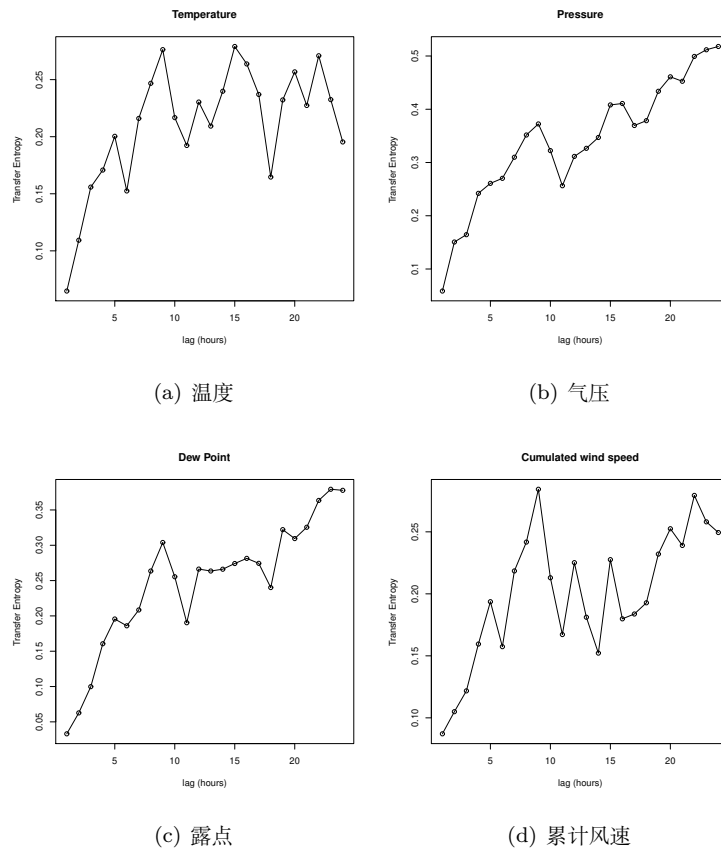 Temperature
Transfer Entropy
0.10
0.15
0.20
0.25
5
10
15
20
lag (hours)
(a) 温度
Pressure
Transfer Entropy
0.1
0.2
0.3
0.4
0.5
5
10
15
20
lag (hours)
(b) 气压
Dew Point
Transfer Entropy
0.05
0.10
0.15
0.20
0.25
0.30
0.35
5
10
15
20
lag (hours)
(c) 露点
Cumulated wind speed
Transfer Entropy
0.10
0.15
0.20
0.25
5
10
15
20
lag (hours)
(d) 累计风速